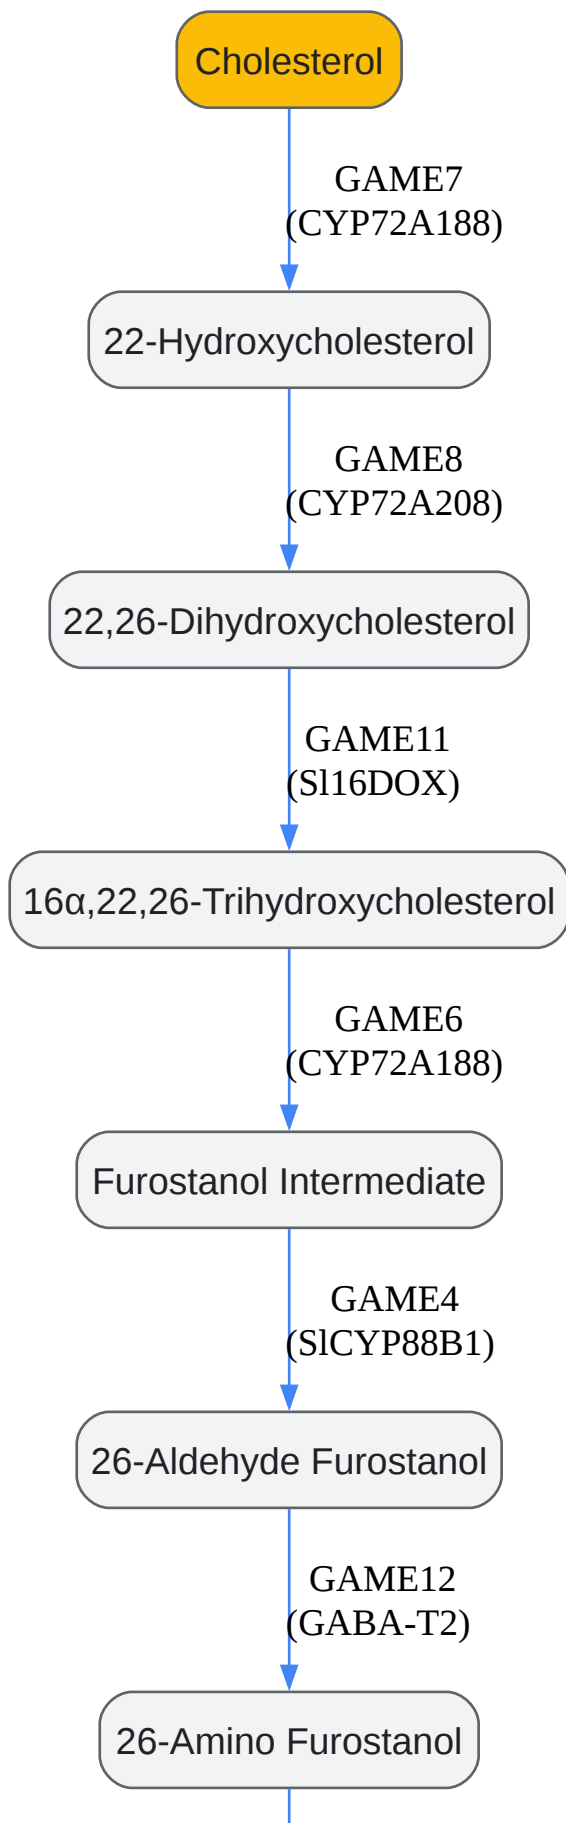 Cholesterol
GAME7
(CYP72A188)
22-Hydroxycholesterol
GAME8
(CYP72A208)
22,26-Dihydroxycholesterol
GAME11
(Sl16DOX)
16α,22,26-Trihydroxycholesterol
GAME6
(CYP72A188)
Furostanol Intermediate
GAME4
(SlCYP88B1)
26-Aldehyde Furostanol
GAME12
(GABA-T2)
26-Amino Furostanol